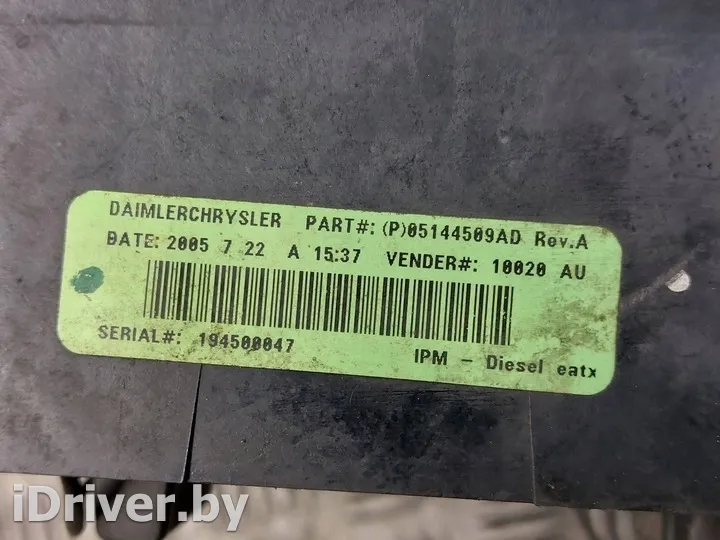 DAIMLERCHRYSLER PART#: (P)05144509AD Rev.A
DATE: 2005 7 22 A 15:37 VENDER#: 10020 AU
SERIAL#: 194500047 IPM - Diesel eatx
iDriver.by